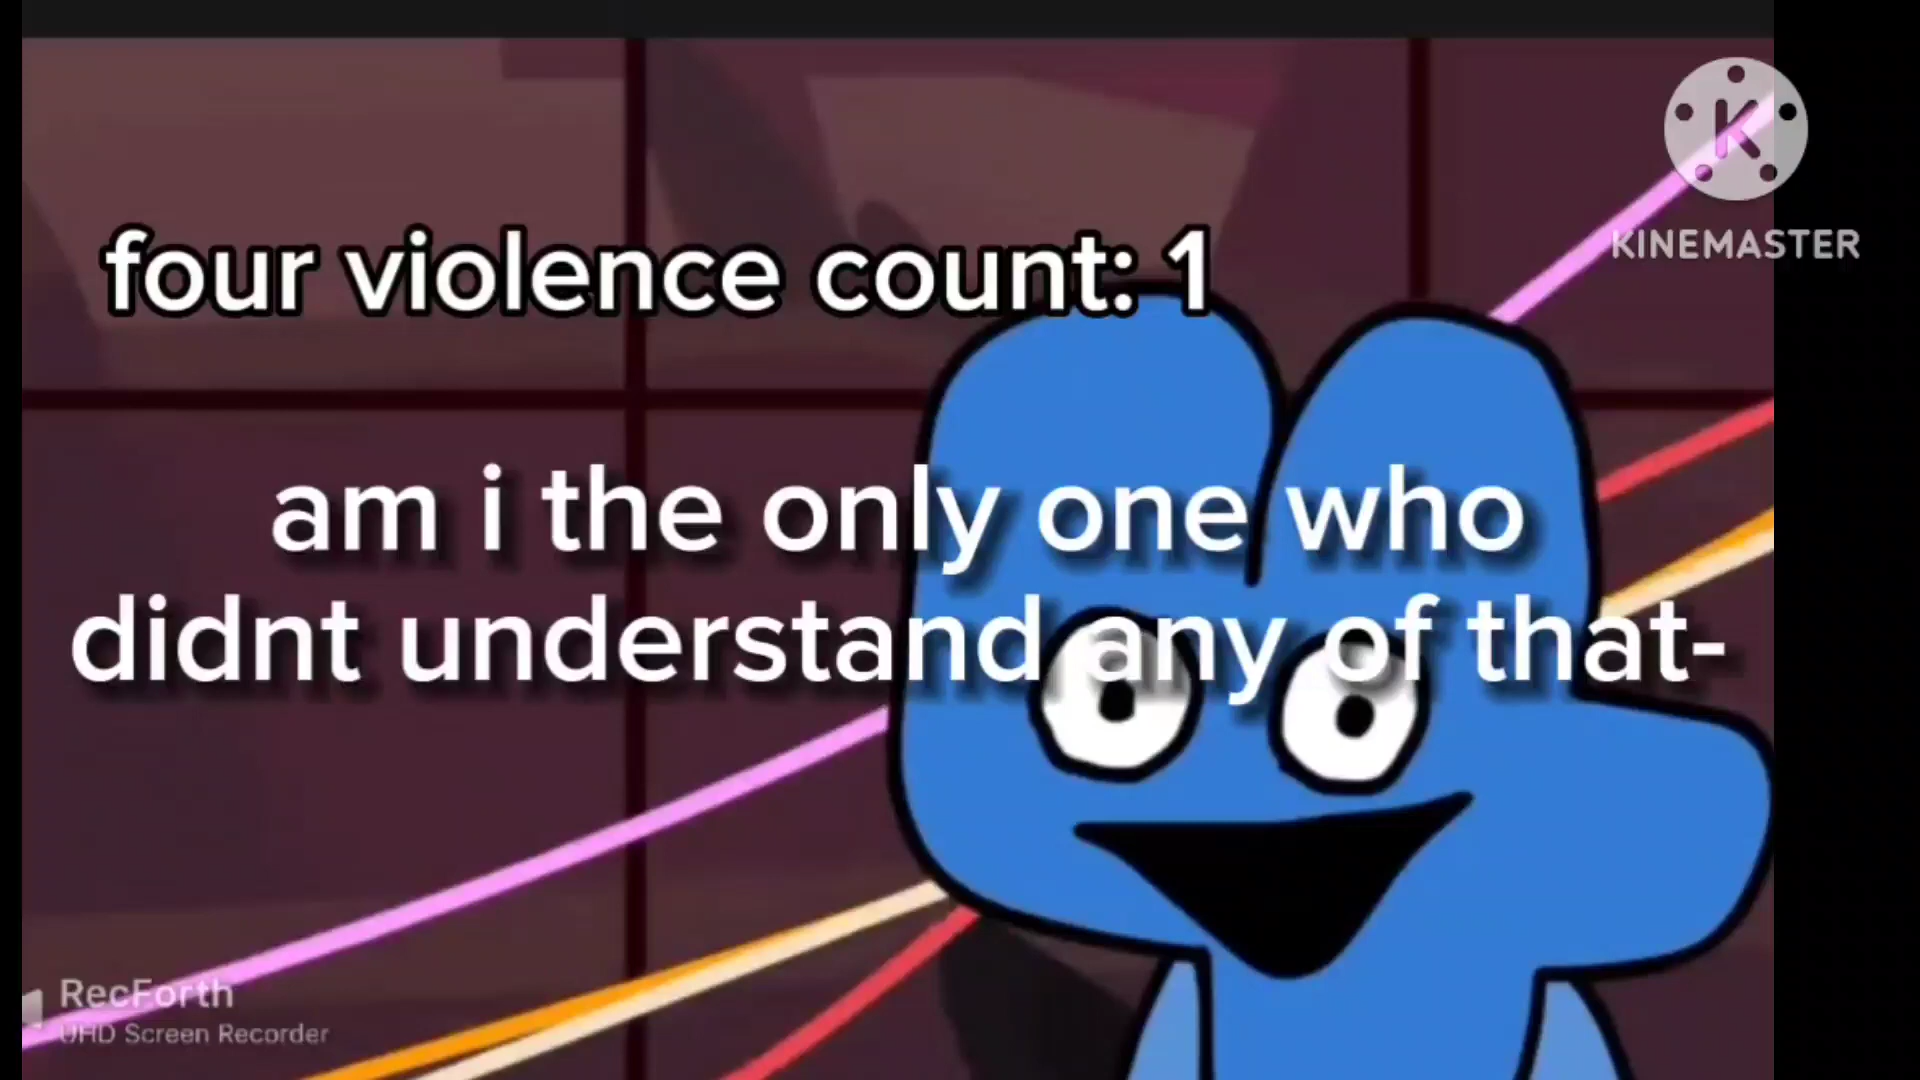 four violence count: 1
KINEMASTER
am i the only one who
didnt understand any of that-
RecForth
UHD Screen Recorder